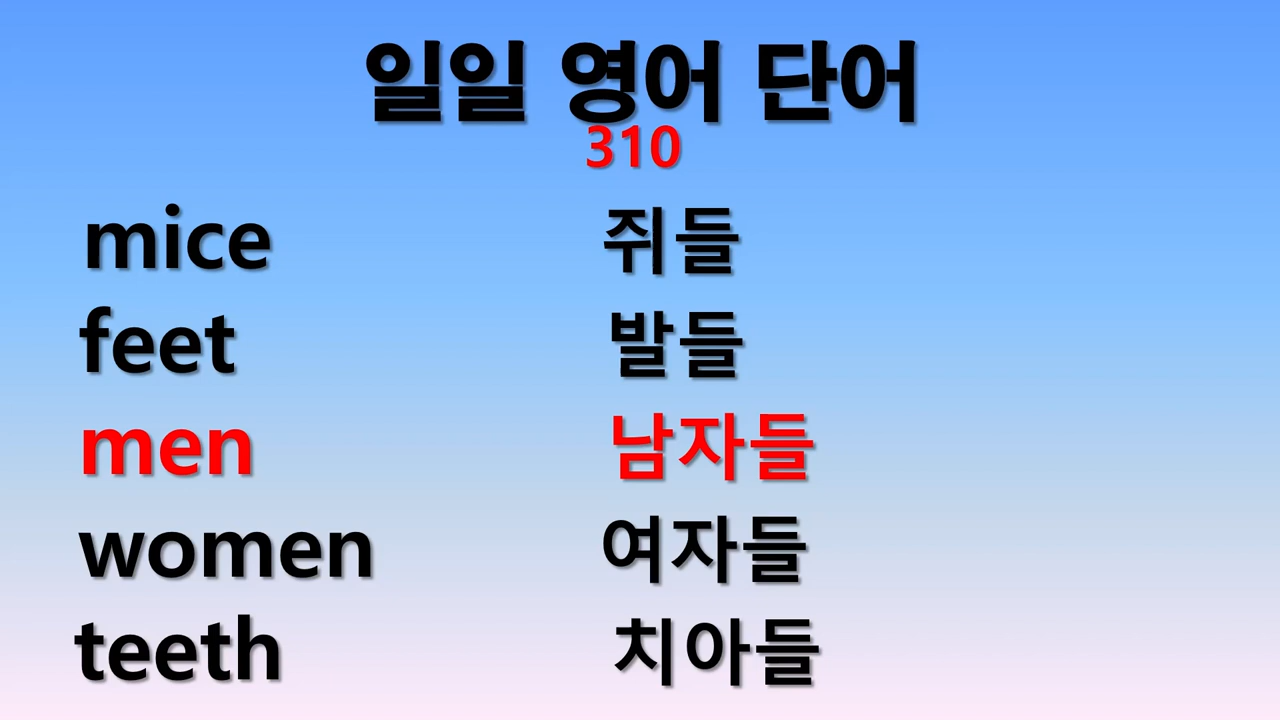 일일 영어 단어
310
mice 쥐들
feet 발들
men 남자들
women 여자들
teeth 치아들